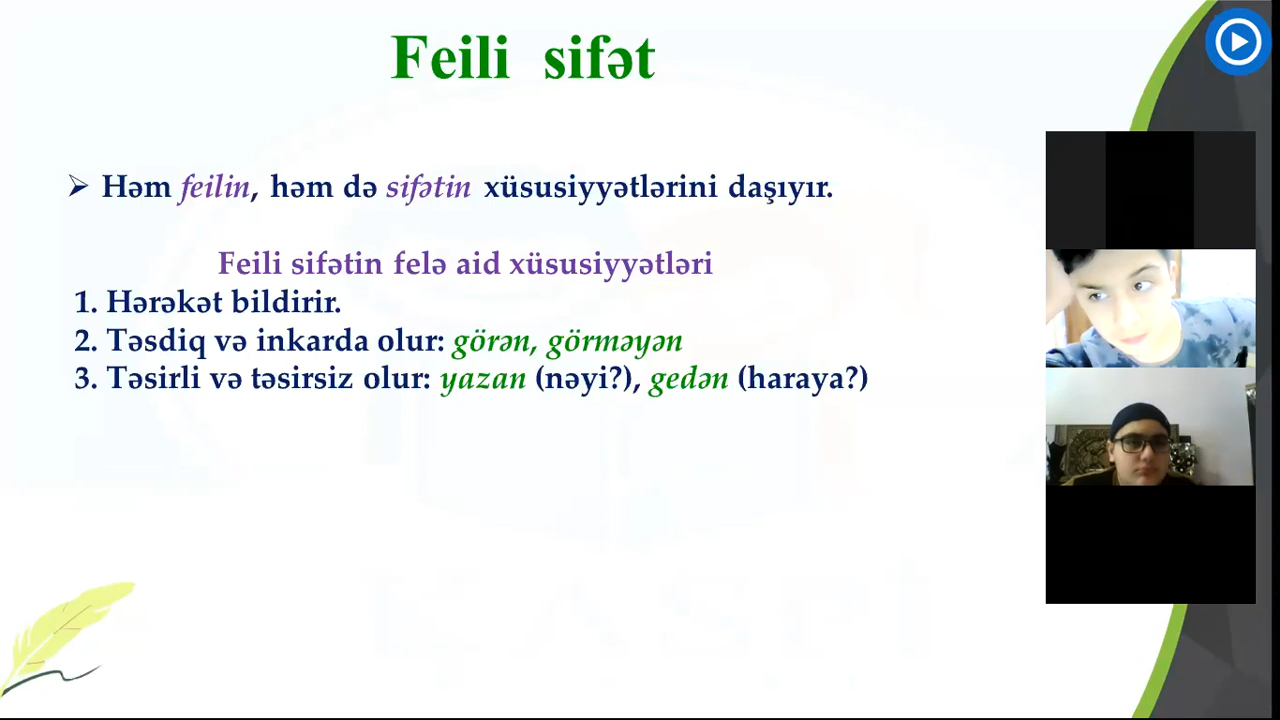 Feili sifət
➢ Həm feilin, həm də sifətin xüsusiyyətlərini daşıyır.
Feili sifətin felə aid xüsusiyyətləri
1. Hərəkət bildirir.
2. Təsdiq və inkarda olur: görən, görməyən
3. Təsirli və təsirsiz olur: yazan (nəyi?), gedən (haraya?)